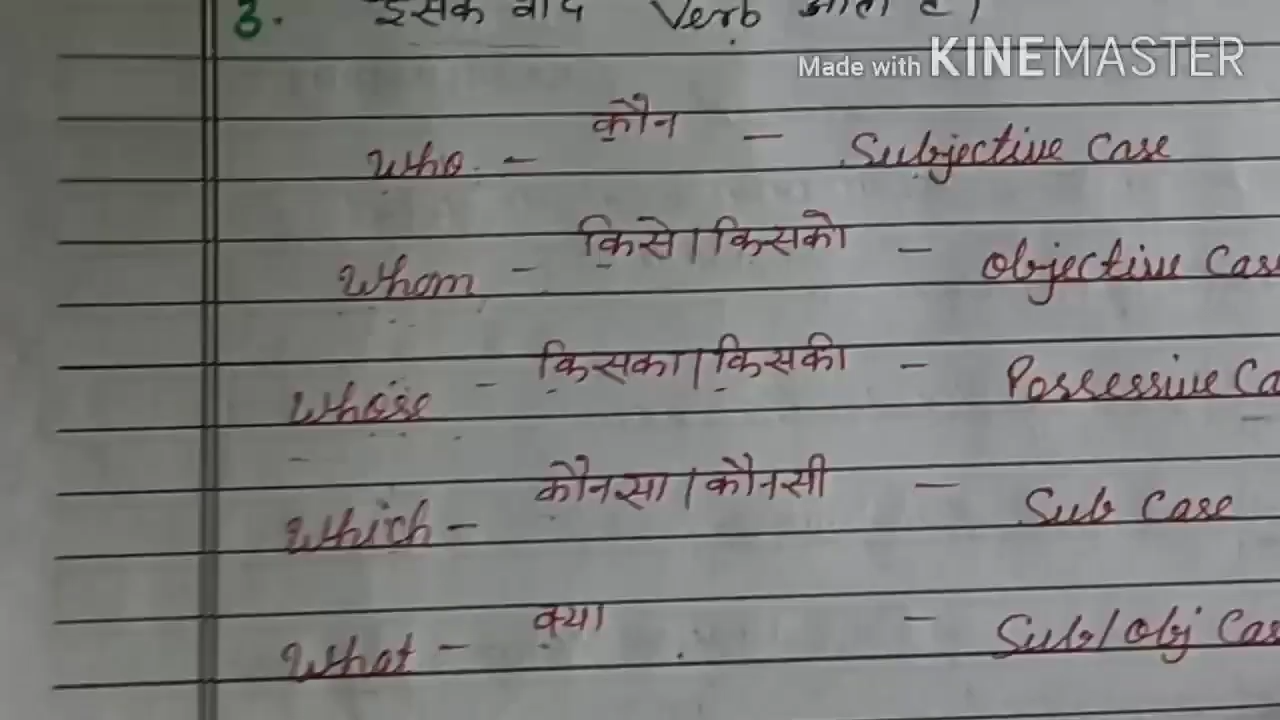 3. इसके बाद Verb आता है।
Made with KINEMASTER
Who - कौन - Subjective Case
Whom - किसे / किसको - Objective Cas
Whose - किसका / किसकी - Possessive Ca
Which - कौनसा / कौनसी - Sub Case
What - क्या - Sub/Obj Cas